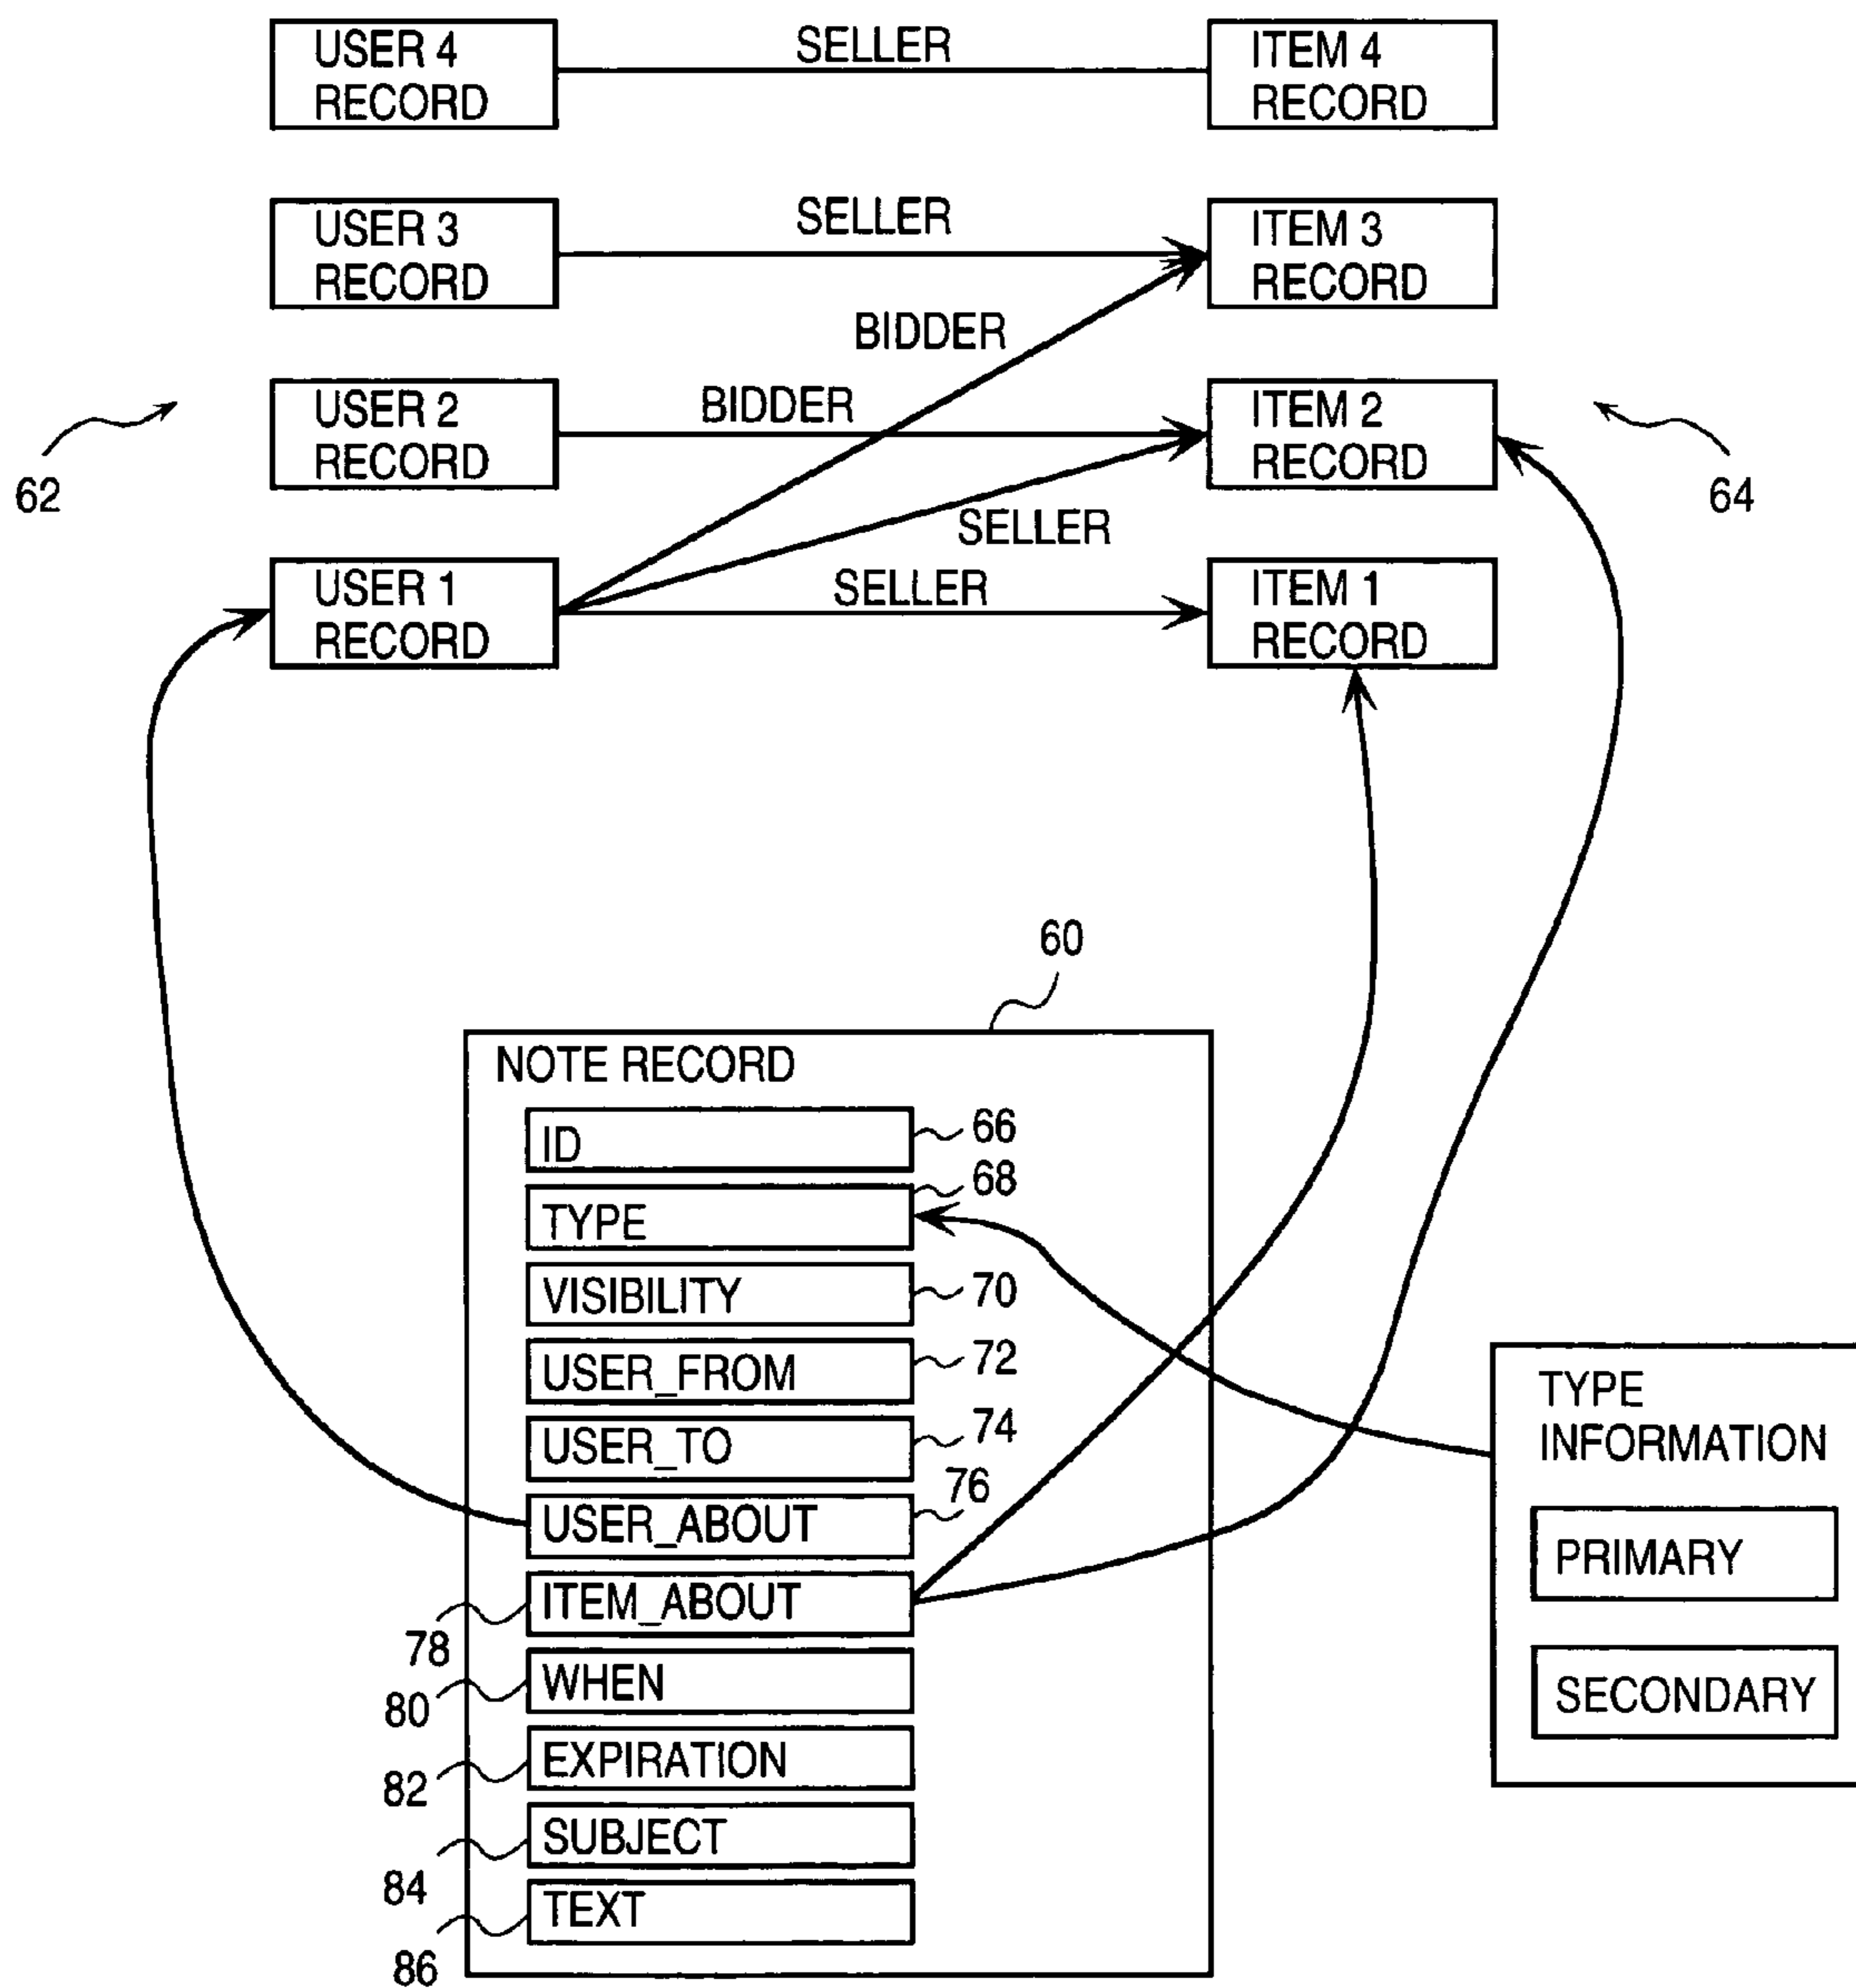 USER 4
RECORD
SELLER
ITEM 4
RECORD
USER 3
RECORD
SELLER
ITEM 3
RECORD
BIDDER
USER 2
RECORD
BIDDER
ITEM 2
RECORD
62
64
SELLER
USER 1
RECORD
SELLER
ITEM 1
RECORD
60
NOTE RECORD
ID
66
TYPE
68
VISIBILITY
70
USER_FROM
72
USER_TO
74
USER_ABOUT
76
ITEM_ABOUT
78
WHEN
80
EXPIRATION
82
SUBJECT
84
TEXT
86
TYPE
INFORMATION
PRIMARY
SECONDARY